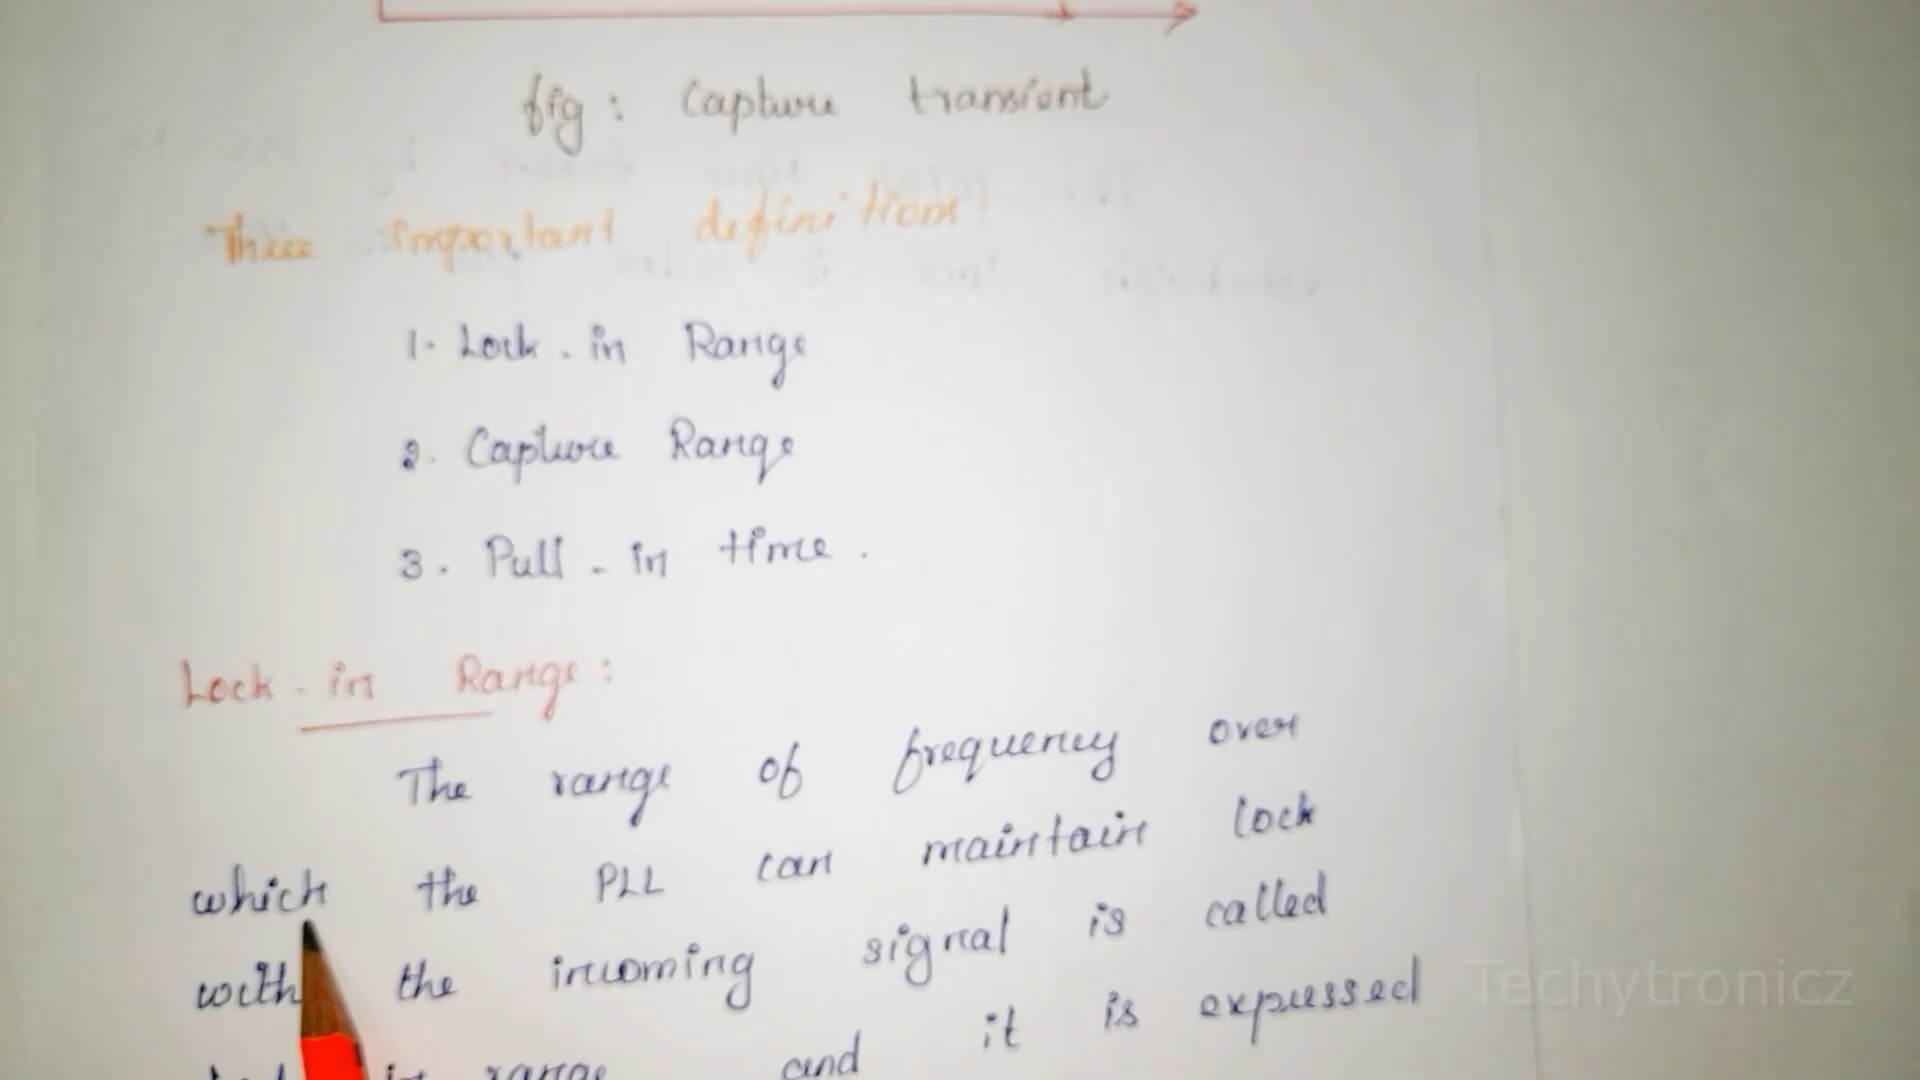 fig: Capture transient
Three important definitions:
1. Lock-in Range
2. Capture Range
3. Pull-in time.
Lock-in Range:
The range of frequency over
which the PLL can maintain lock
with the incoming signal is called
range and it is expressed
Techytronicz